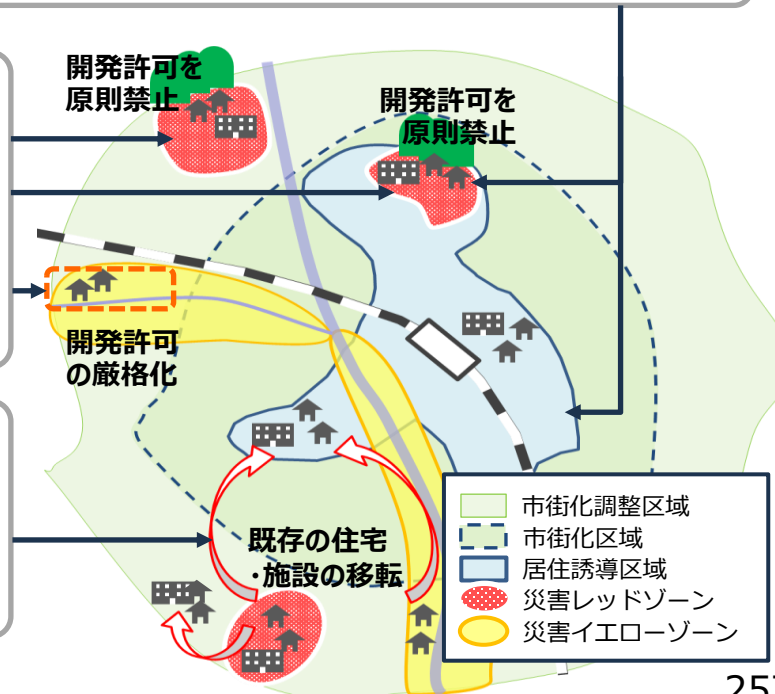 開発許可を
原則禁止
開発許可を
原則禁止
開発許可
の厳格化
既存の住宅
・施設の移転
市街化調整区域
市街化区域
居住誘導区域
災害レッドゾーン
災害イエローゾーン